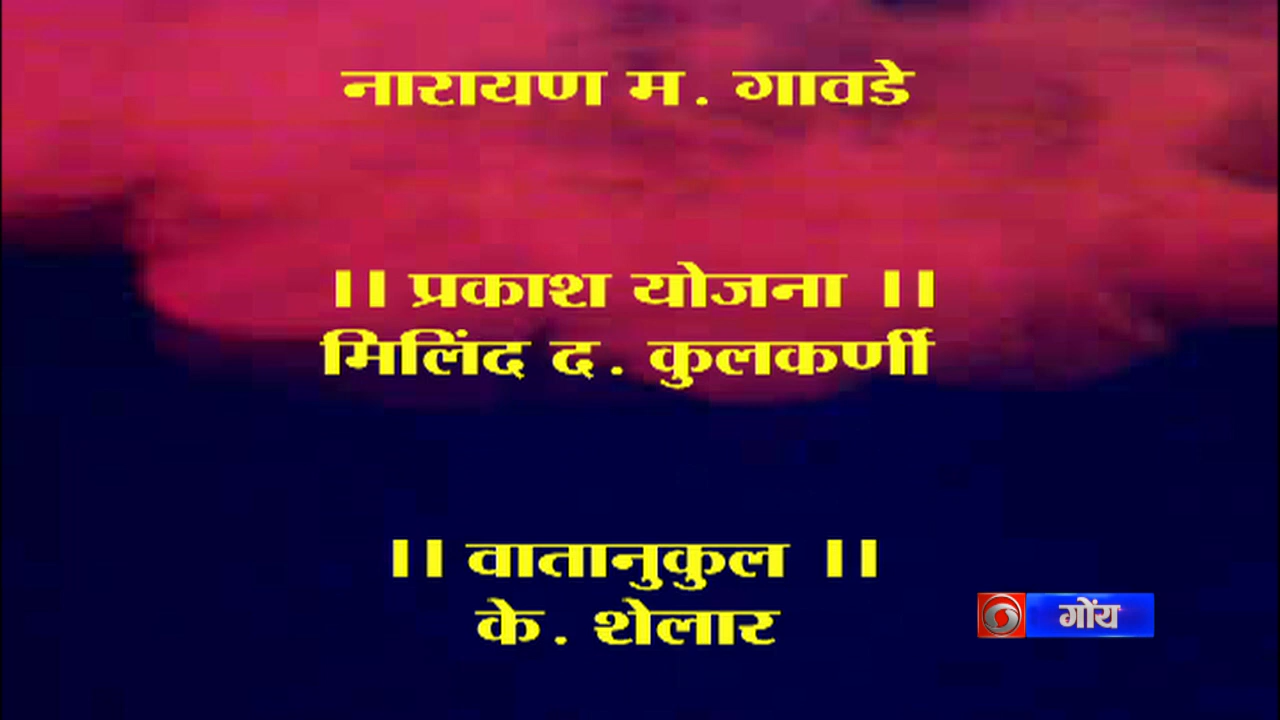 नारायण म. गावडे
।। प्रकाश योजना ।।
मिलिंद द. कुलकर्णी
।। वातानुकुल ।।
के. शेलार
गोंय